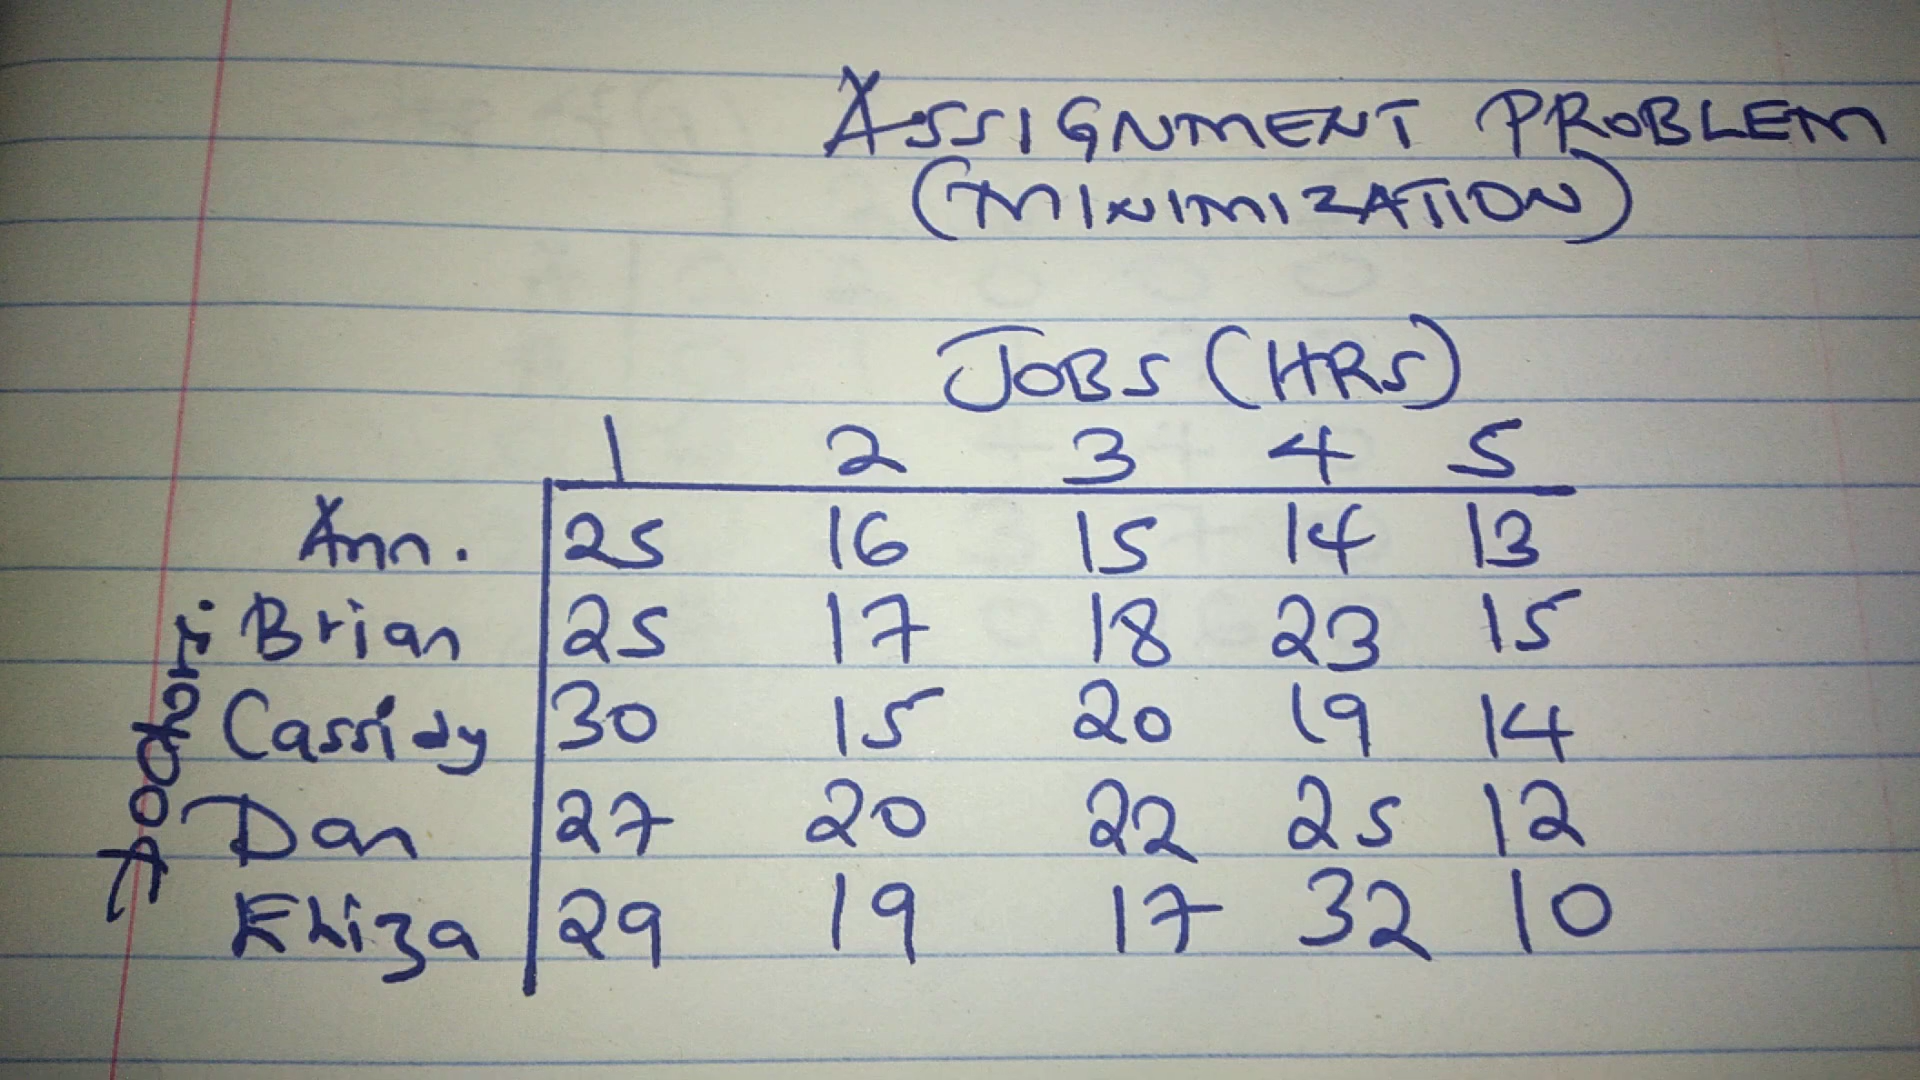 ASSIGNMENT PROBLEM
(MINIMIZATION)
JOBS (HRS)
1 2 3 4 5
Ann. 25 16 15 14 13
Brian 25 17 18 23 15
Cassidy 30 15 20 19 14
Dan 27 20 22 25 12
Eliza 29 19 17 32 10